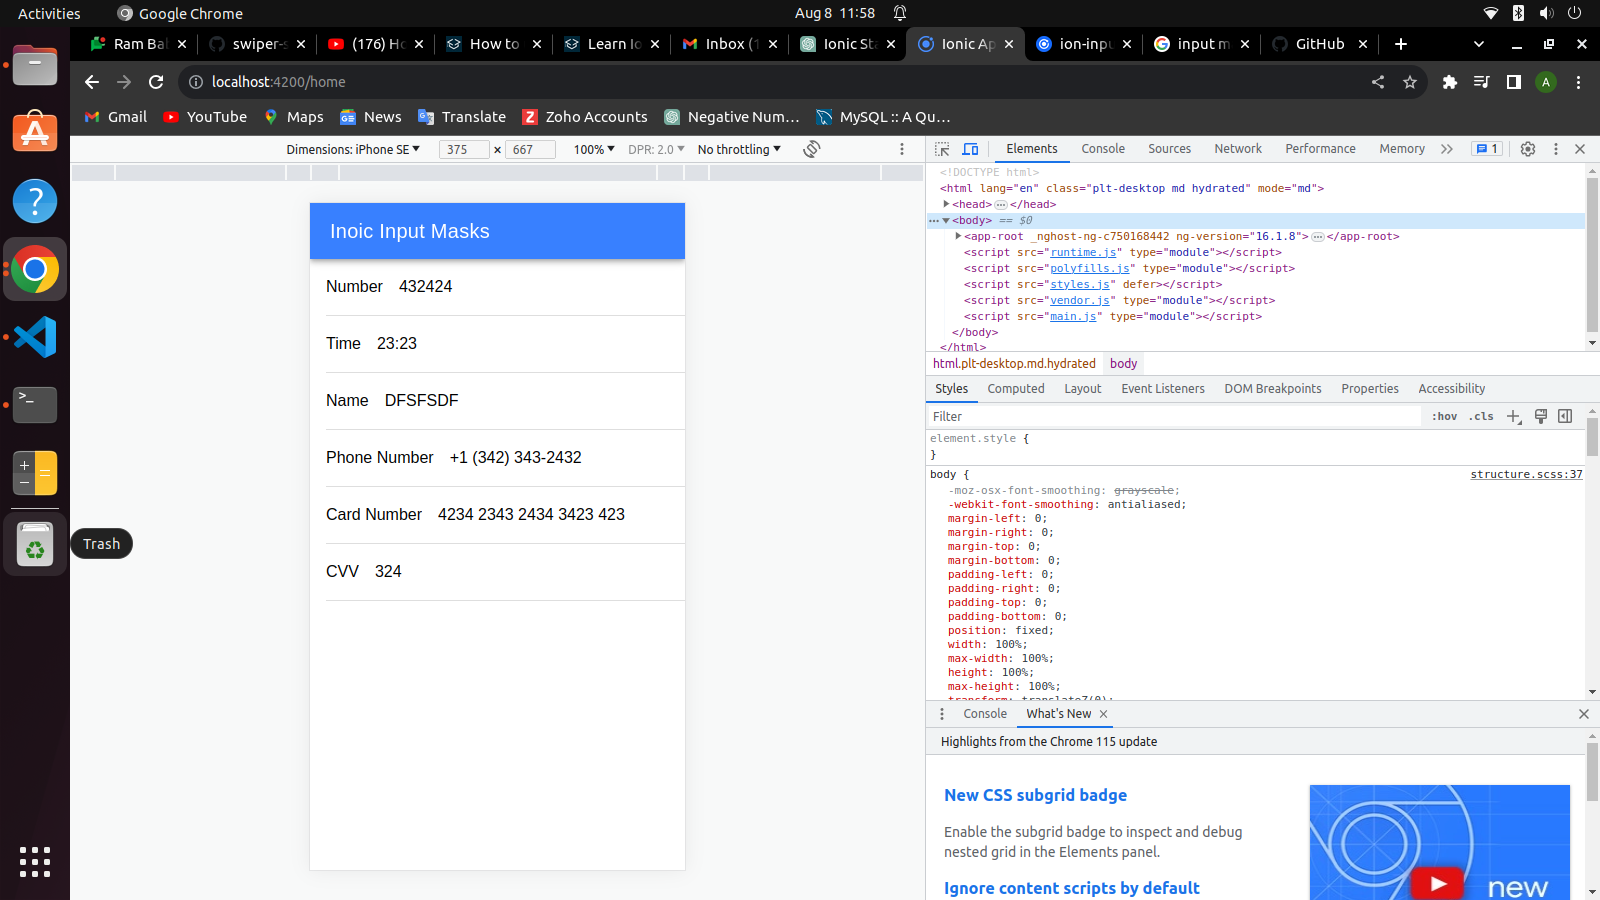 Activities
Google Chrome
Aug 8 11:58
Ram Bal
swiper-s
(176) Ho
How to
Learn Io
Inbox (1
Ionic Sta
Ionic Ap
ion-inpu
input m
GitHub
localhost:4200/home
A
Gmail
YouTube
Maps
News
Translate
Zoho Accounts
Negative Num...
MySQL :: A Qu...
Dimensions: iPhone SE
375 × 667
100%
DPR: 2.0
No throttling
Inoic Input Masks
Number 432424
Time 23:23
Name DFSFSDF
Phone Number +1 (342) 343-2432
Card Number 4234 2343 2434 3423 423
CVV 324
Trash
Elements
Console
Sources
Network
Performance
Memory
1
<!DOCTYPE html>
<html lang="en" class="plt-desktop md hydrated" mode="md">
<head>…</head>
<body> == $0
<app-root _nghost-ng-c750168442 ng-version="16.1.8">…</app-root>
<script src="runtime.js" type="module"></script>
<script src="polyfills.js" type="module"></script>
<script src="styles.js" defer></script>
<script src="vendor.js" type="module"></script>
<script src="main.js" type="module"></script>
</body>
</html>
html.plt-desktop.md.hydrated body
Styles
Computed
Layout
Event Listeners
DOM Breakpoints
Properties
Accessibility
Filter
:hov .cls
element.style {
}
body {
structure.scss:37
-moz-osx-font-smoothing: grayscale;
-webkit-font-smoothing: antialiased;
margin-left: 0;
margin-right: 0;
margin-top: 0;
margin-bottom: 0;
padding-left: 0;
padding-right: 0;
padding-top: 0;
padding-bottom: 0;
position: fixed;
width: 100%;
max-width: 100%;
height: 100%;
max-height: 100%;
transform: translateZ(0);
Console
What's New
Highlights from the Chrome 115 update
New CSS subgrid badge
Enable the subgrid badge to inspect and debug
nested grid in the Elements panel.
Ignore content scripts by default
new